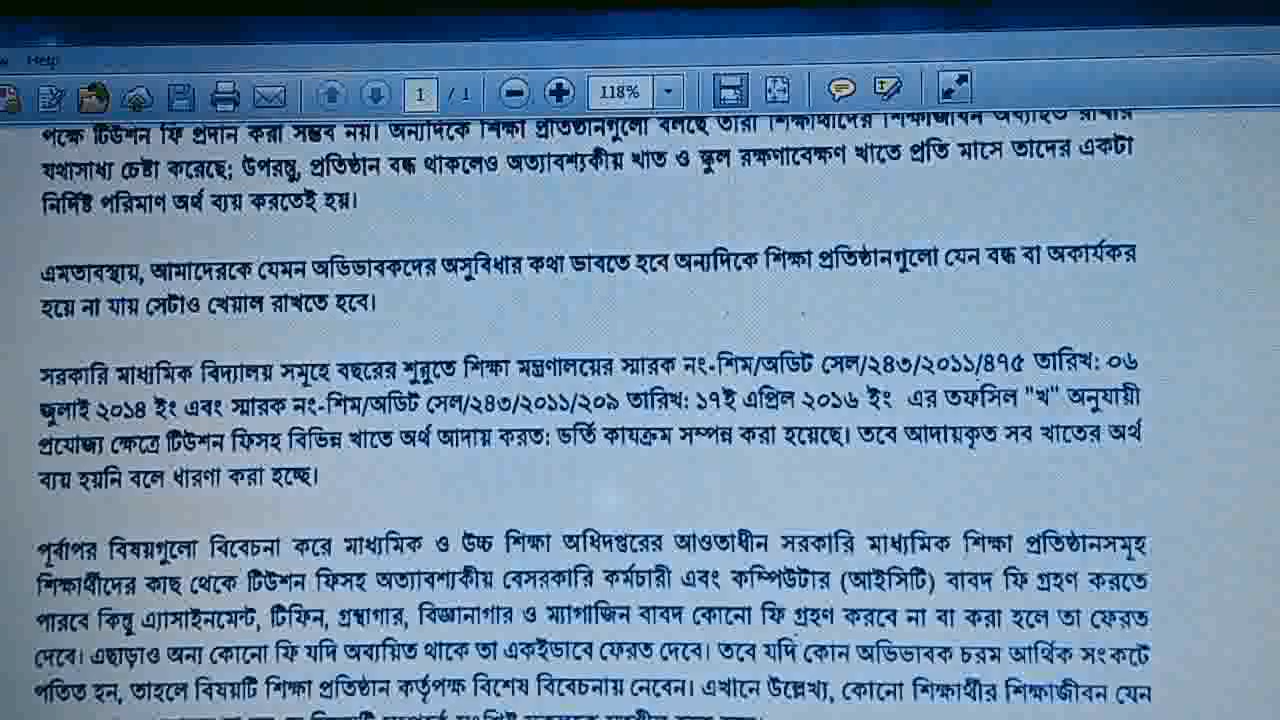 Help
1 / 1 118%
পক্ষে টিউশন ফি প্রদান করা সম্ভব নয়। অন্যদিকে শিক্ষা প্রতিষ্ঠানগুলো বলছে তারা শিক্ষার্থীদের শিক্ষাজীবন অব্যাহত রাখার
যথাসাধ্য চেষ্টা করেছে; উপরন্তু, প্রতিষ্ঠান বন্ধ থাকলেও অত্যাবশ্যকীয় খাত ও স্কুল রক্ষণাবেক্ষণ খাতে প্রতি মাসে তাদের একটা
নির্দিষ্ট পরিমাণ অর্থ ব্যয় করতেই হয়।
এমতাবস্থায়, আমাদেরকে যেমন অভিভাবকদের অসুবিধার কথা ভাবতে হবে অন্যদিকে শিক্ষা প্রতিষ্ঠানগুলো যেন বন্ধ বা অকার্যকর
হয়ে না যায় সেটাও খেয়াল রাখতে হবে।
সরকারি মাধ্যমিক বিদ্যালয় সমূহে বছরের শুরুতে শিক্ষা মন্ত্রণালয়ের স্মারক নং-শিম/অডিট সেল/২৪৩/২০১১/৪৭৫ তারিখ: ০৬
জুলাই ২০১৪ ইং এবং স্মারক নং-শিম/অডিট সেল/২৪৩/২০১১/২০৯ তারিখ: ১৭ই এপ্রিল ২০১৬ ইং এর তফসিল "খ" অনুযায়ী
প্রযোজ্য ক্ষেত্রে টিউশন ফিসহ বিভিন্ন খাতে অর্থ আদায় করত: ভর্তি কাযক্রম সম্পন্ন করা হয়েছে। তবে আদায়কৃত সব খাতের অর্থ
ব্যয় হয়নি বলে ধারণা করা হচ্ছে।
পূর্বাপর বিষয়গুলো বিবেচনা করে মাধ্যমিক ও উচ্চ শিক্ষা অধিদপ্তরের আওতাধীন সরকারি মাধ্যমিক শিক্ষা প্রতিষ্ঠানসমূহ
শিক্ষার্থীদের কাছ থেকে টিউশন ফিসহ অত্যাবশ্যকীয় বেসরকারি কর্মচারী এবং কম্পিউটার (আইসিটি) বাবদ ফি গ্রহণ করতে
পারবে কিন্তু এ্যাসাইনমেন্ট, টিফিন, গ্রন্থাগার, বিজ্ঞানাগার ও ম্যাগাজিন বাবদ কোনো ফি গ্রহণ করবে না বা করা হলে তা ফেরত
দেবে। এছাড়াও অন্য কোনো ফি যদি অব্যয়িত থাকে তা একইভাবে ফেরত দেবে। তবে যদি কোন অভিভাবক চরম আর্থিক সংকটে
পতিত হন, তাহলে বিষয়টি শিক্ষা প্রতিষ্ঠান কর্তৃপক্ষ বিশেষ বিবেচনায় নেবেন। এখানে উল্লেখ্য, কোনো শিক্ষার্থীর শিক্ষাজীবন যেন